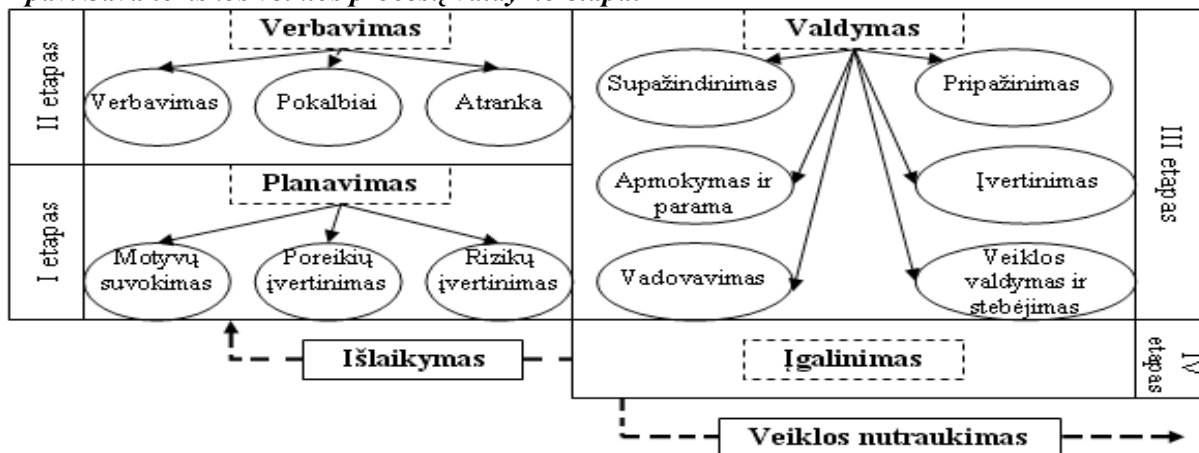 Verbavimas
II etapas
Verbavimas
Pokalbiai
Atranka
Planavimas
I etapas
Motyvų
suvokimas
Poreikių
įvertinimas
Rizikų
įvertinimas
Valdymas
Supažindinimas
Pripažinimas
III etapas
Apmokymas ir
parama
Įvertinimas
Vadovavimas
Veiklos
valdymas ir
stebėjimas
Išlaikymas
Įgalinimas
IV
etapas
Veiklos nutraukimas